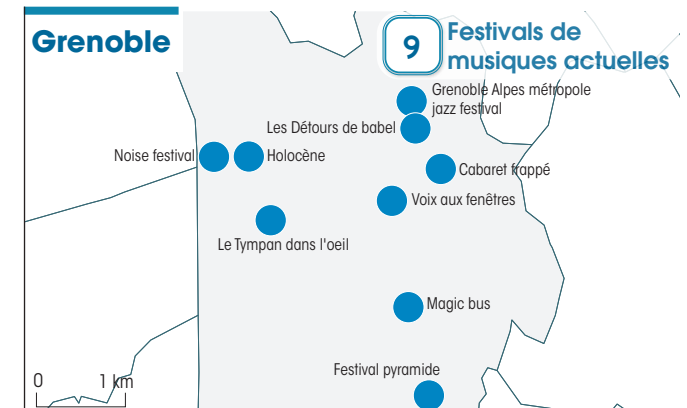 Grenoble
9
Festivals de
musiques actuelles
Grenoble Alpes métropole
jazz festival
Les Détours de babel
Noise festival
Holocène
Cabaret frappé
Voix aux fenêtres
Le Tympan dans l'oeil
Magic bus
Festival pyramide
0 1 km